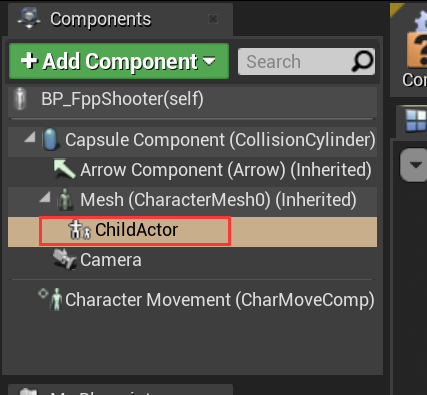 Components
+ Add Component
Search
BP_FppShooter(self)
Capsule Component (CollisionCylinder)
Arrow Component (Arrow) (Inherited)
Mesh (CharacterMesh0) (Inherited)
ChildActor
Camera
Character Movement (CharMoveComp)